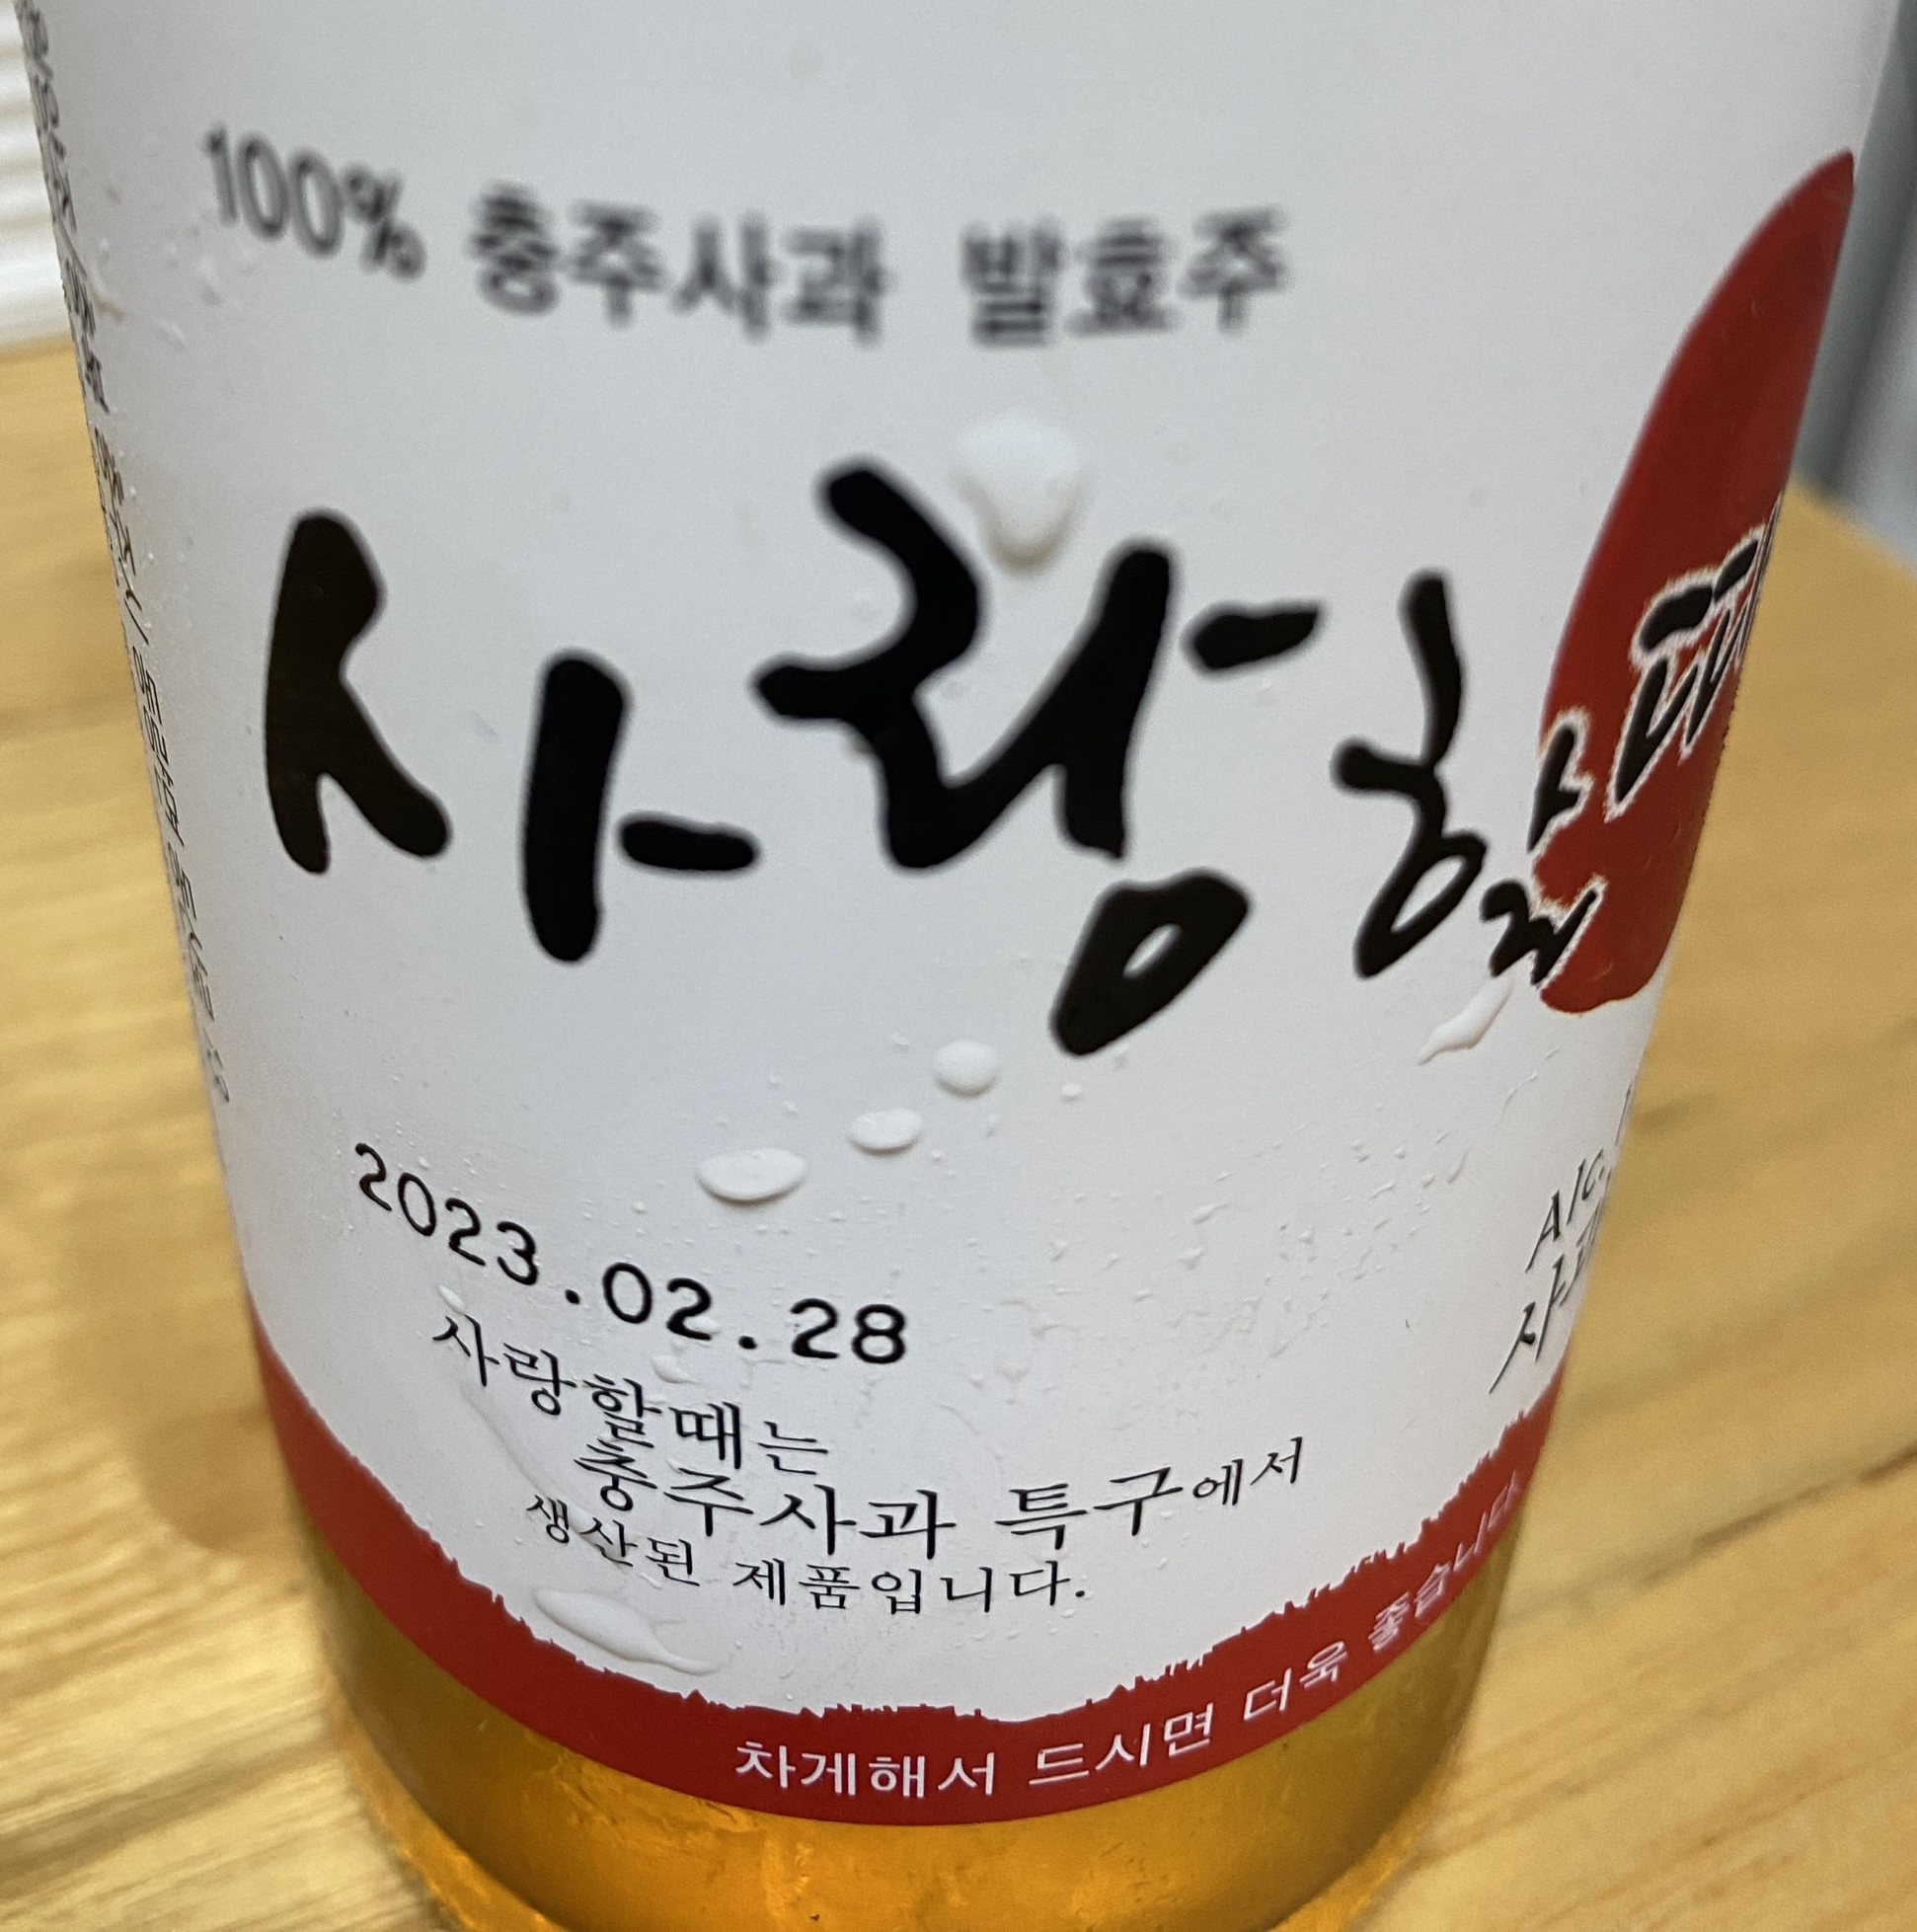 100% 충주사과 발효주
사랑할때
2023.02.28
Alc.
사랑할때는
충주사과 특구에서
생산된 제품입니다.
차게해서 드시면 더욱 좋습니다